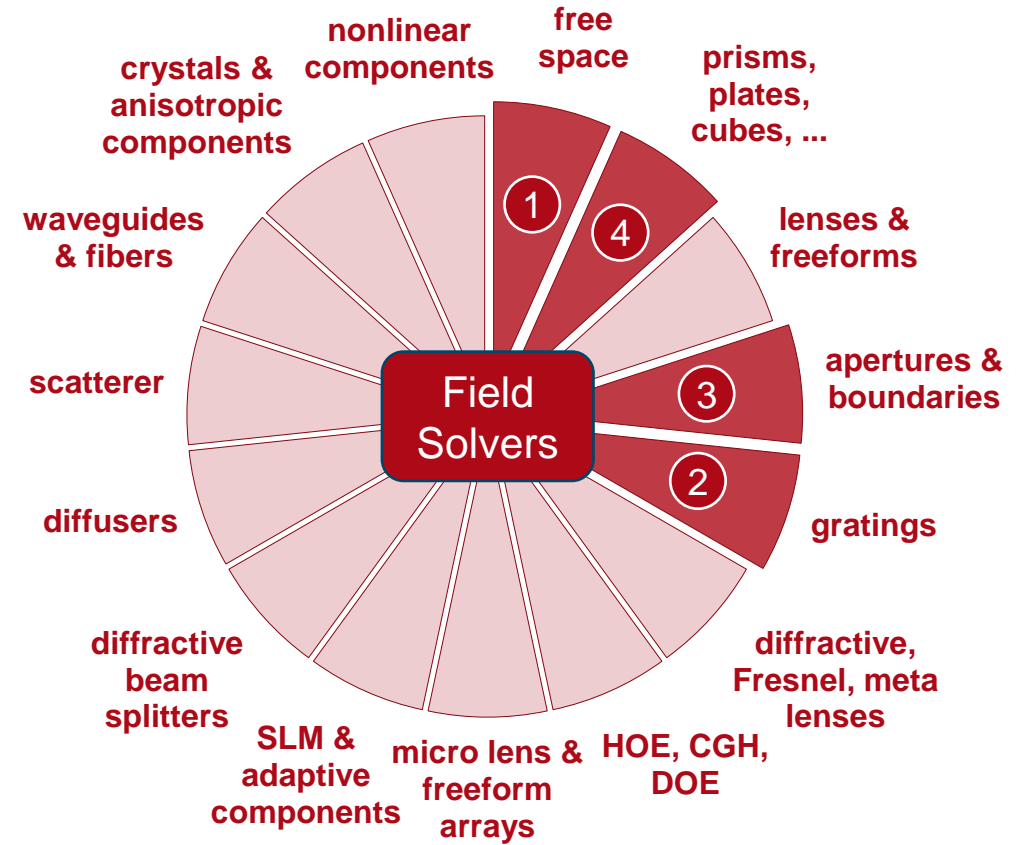 nonlinear
components
free
space
prisms,
plates,
cubes, ...
lenses &
freeforms
apertures &
boundaries
gratings
diffractive,
Fresnel, meta
lenses
HOE, CGH,
DOE
micro lens &
freeform
arrays
SLM &
adaptive
components
diffractive
beam
splitters
diffusers
scatterer
waveguides
& fibers
crystals &
anisotropic
components
1
4
3
2
Field
Solvers